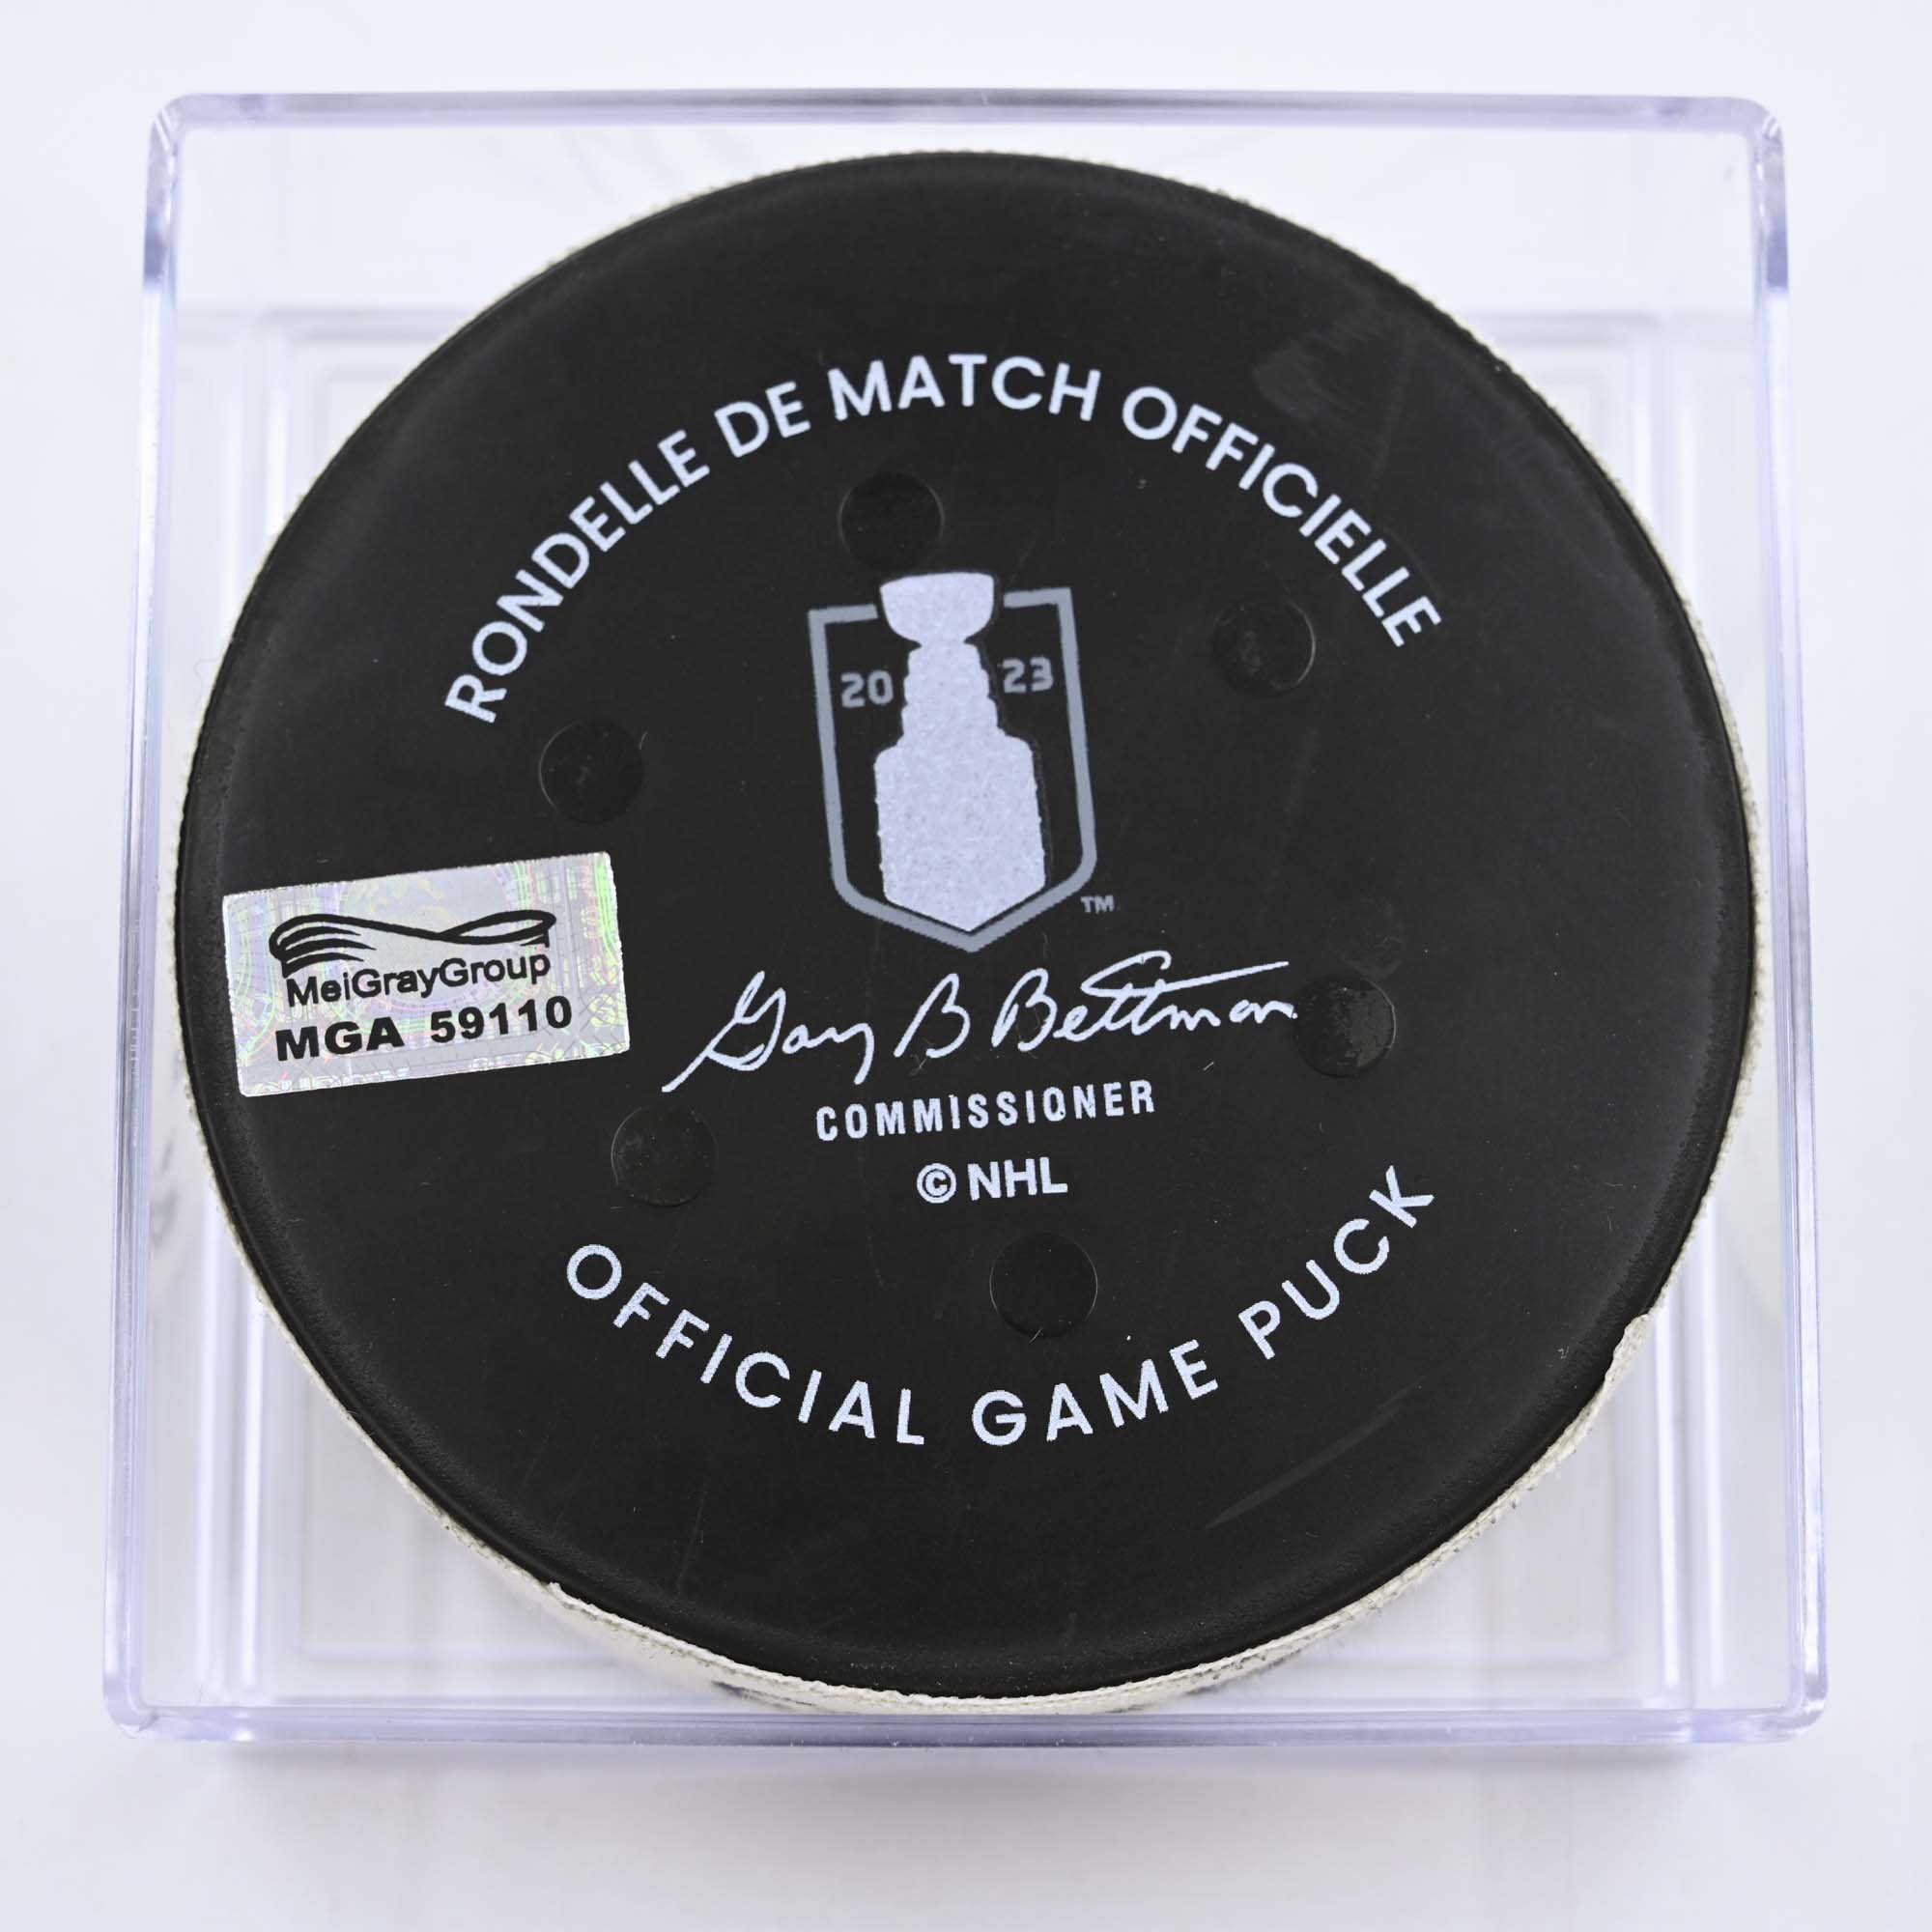 RONDELLE DE MATCH OFFICIELLE
20 23
TM
MeiGrayGroup
MGA 59110
Gary B Bettman
COMMISSIONER
© NHL
OFFICIAL GAME PUCK